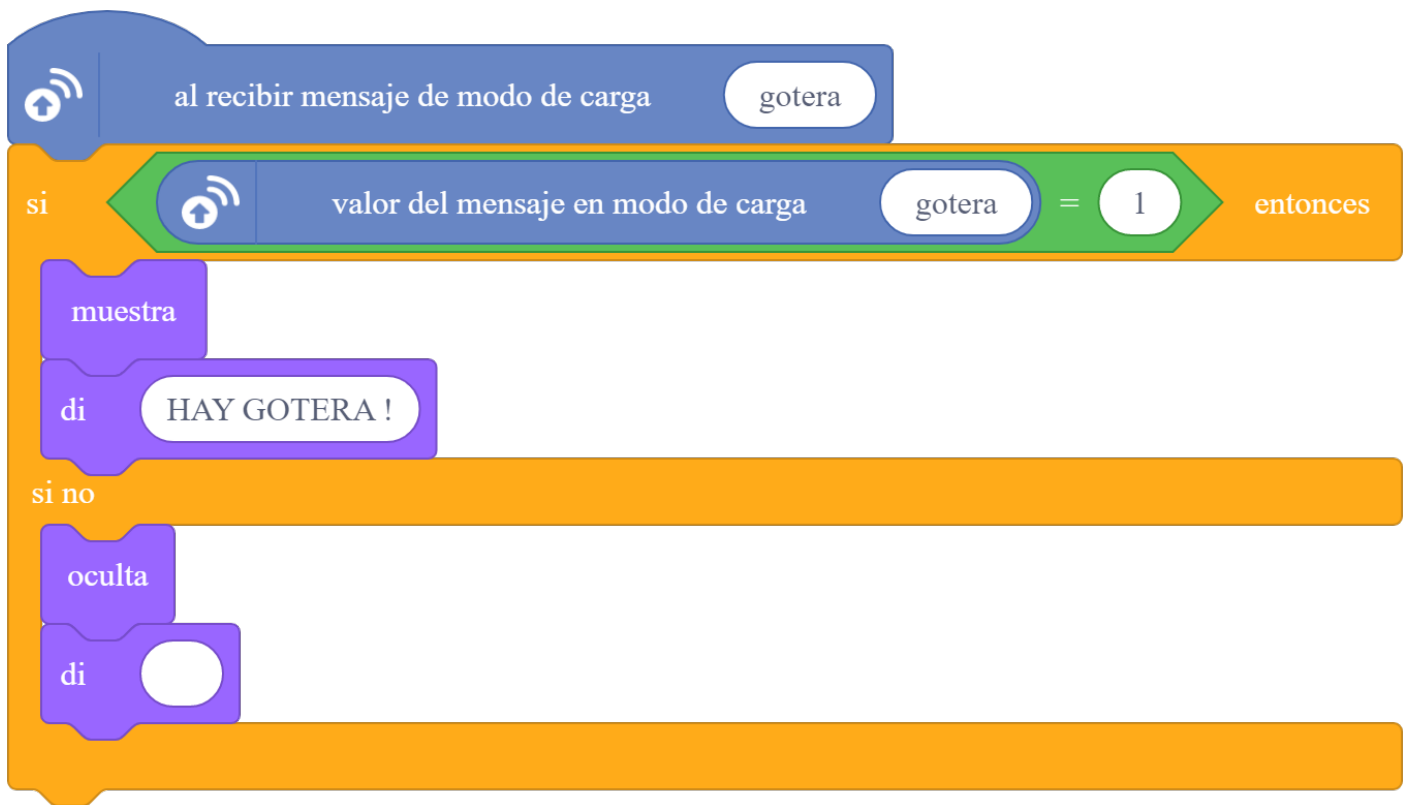 al recibir mensaje de modo de carga gotera
si valor del mensaje en modo de carga gotera = 1 entonces
muestra
di HAY GOTERA !
si no
oculta
di